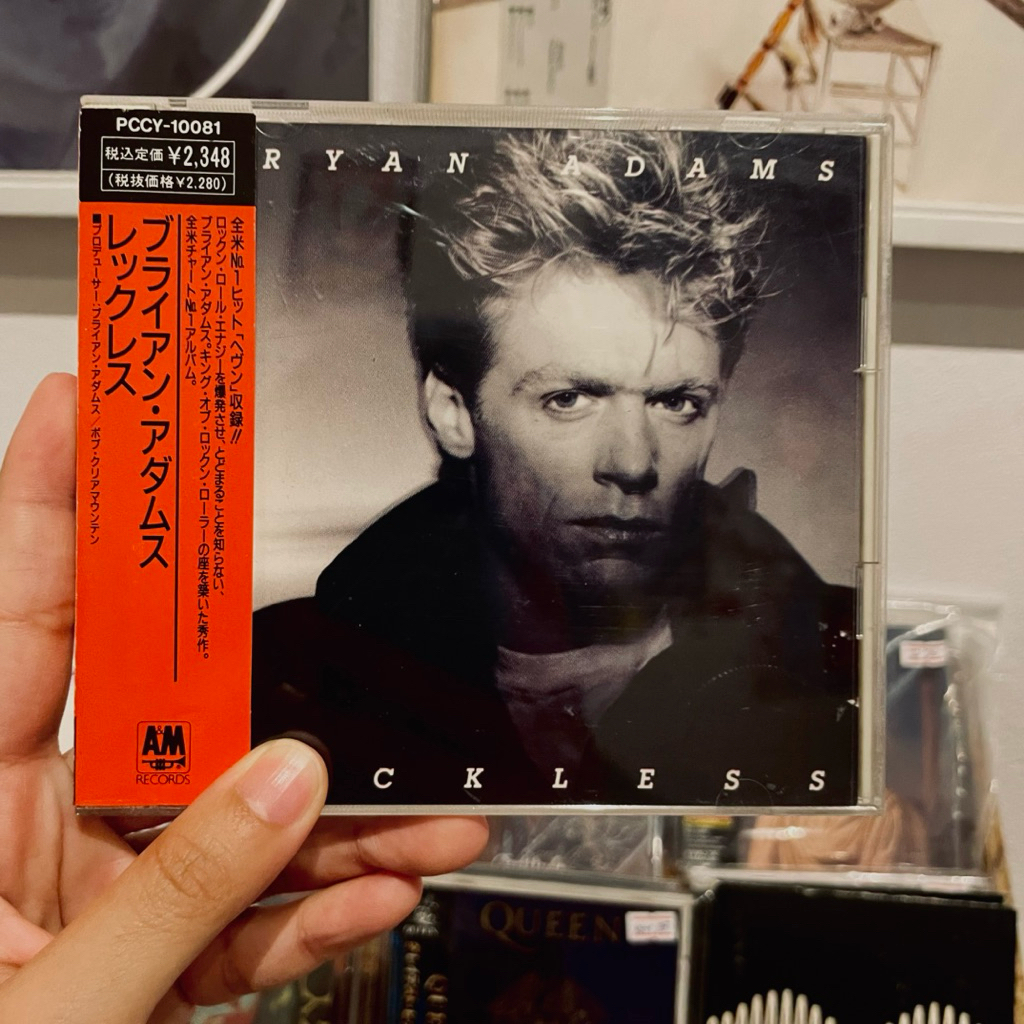 PCCY-10081
税込定価 ¥2,348
(税抜価格¥2.280)
全米No.1ヒット「ヘヴン」収録!!
ロックン・ロール・エナジーを爆発させ、とどまることを知らない、
ブライアン・アダムス。キング・オブ・ロックン・ローラーの座を築いた秀作。
全米チャートNo.1アルバム。
ブライアン・アダムス
レックレス
■プロデューサー:ブライアン・アダムス/ボブ・クリアマウンテン
A&M
RECORDS
RYAN ADAMS
CKLESS
QUEEN